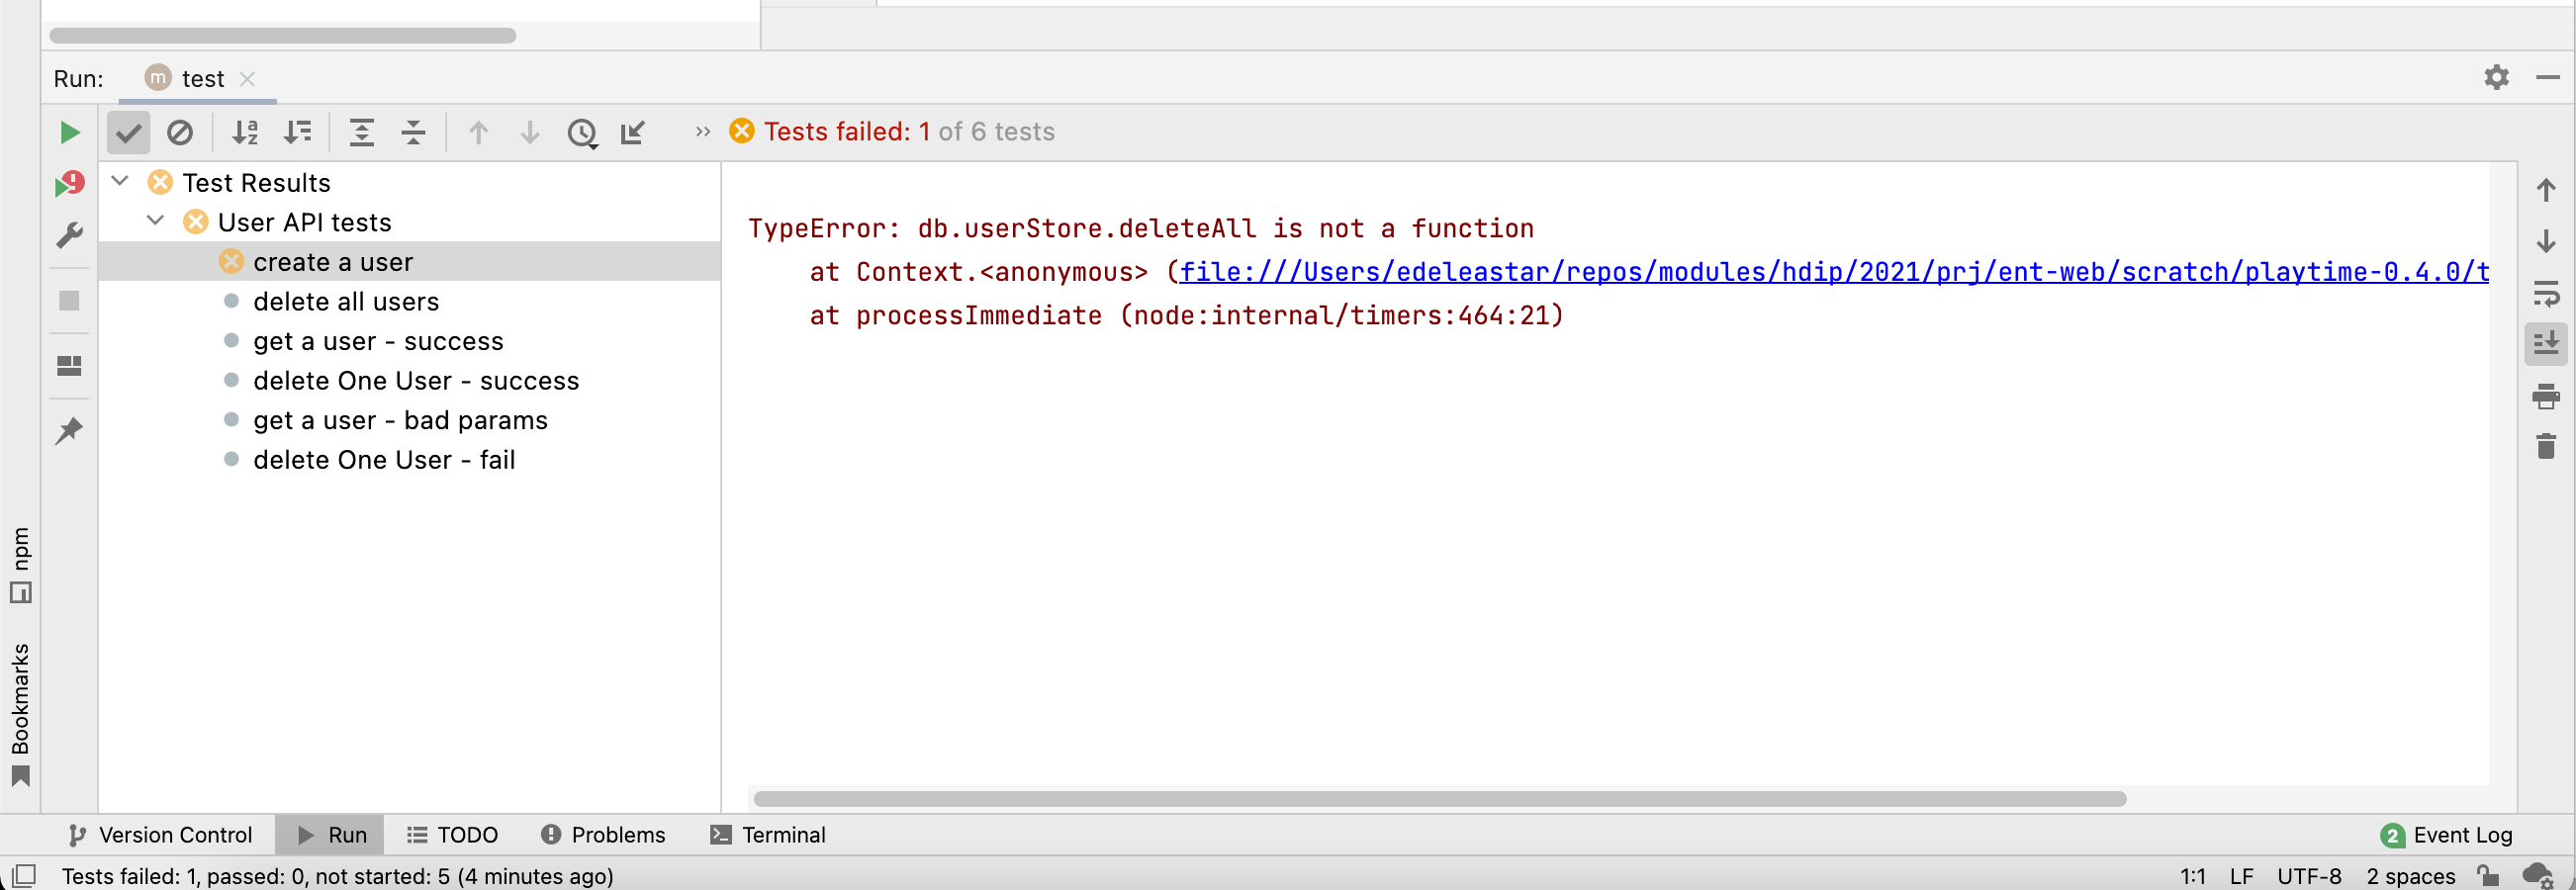 Run: m test
Tests failed: 1 of 6 tests
Test Results
User API tests
create a user
delete all users
get a user - success
delete One User - success
get a user - bad params
delete One User - fail
TypeError: db.userStore.deleteAll is not a function
at Context.<anonymous> (file:///Users/edeleastar/repos/modules/hdip/2021/prj/ent-web/scratch/playtime-0.4.0/t
at processImmediate (node:internal/timers:464:21)
npm
Bookmarks
Version Control Run TODO Problems Terminal 2 Event Log
Tests failed: 1, passed: 0, not started: 5 (4 minutes ago) 1:1 LF UTF-8 2 spaces